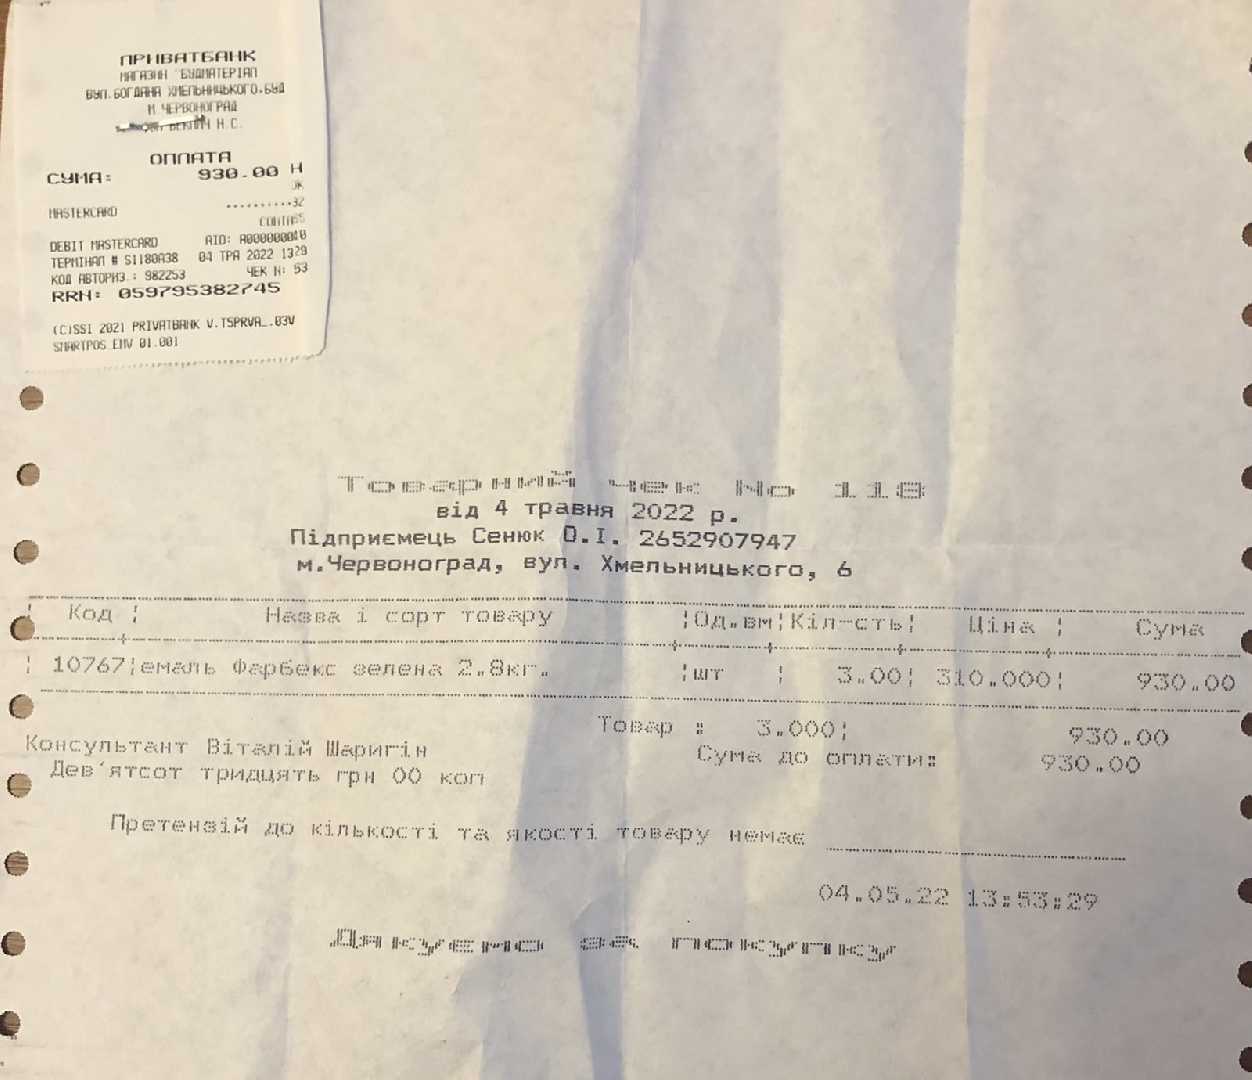 ПРИВАТБАНК
МАГАЗИН БУДМАТЕРІАЛ
ВУЛ.БОГДАНА ХМЕЛЬНИЦЬКОГО,БУД
М ЧЕРВОНОГРАД
Н.С.
ОПЛАТА
СУМА: 930.00 Н
MASTERCARD ..........32
DEBIT MASTERCARD AID: A000000040
ТЕРМІНАЛ # S1180A38 04 ТРА 2022 1329
КОД АВТОРИЗ.: 982253 ЧЕК N: 53
RRN: 059795382745
(C)SSI 2021 PRIVATBANK V.TSPRVA_.03V
SMARTPOS EMV 01.001
Товарний чек No 118
від 4 травня 2022 р.
Підприємець Сенюк О.І. 2652907947
м.Червоноград, вул. Хмельницького, 6
¦ Код ¦ Назва і сорт товару ¦Од.вм¦Кіл-сть¦ Ціна ¦ Сума
¦ 10767¦емаль Фарбекс зелена 2.8кг. ¦шт ¦ 3.00¦ 310.000¦ 930.00
Товар : 3.000¦ 930.00
Консультант Віталій Шаригін Сума до оплати: 930.00
Дев'ятсот тридцять грн 00 коп
Претензій до кількості та якості товару немає
04.05.22 13:53:29
Дякуємо за покупку